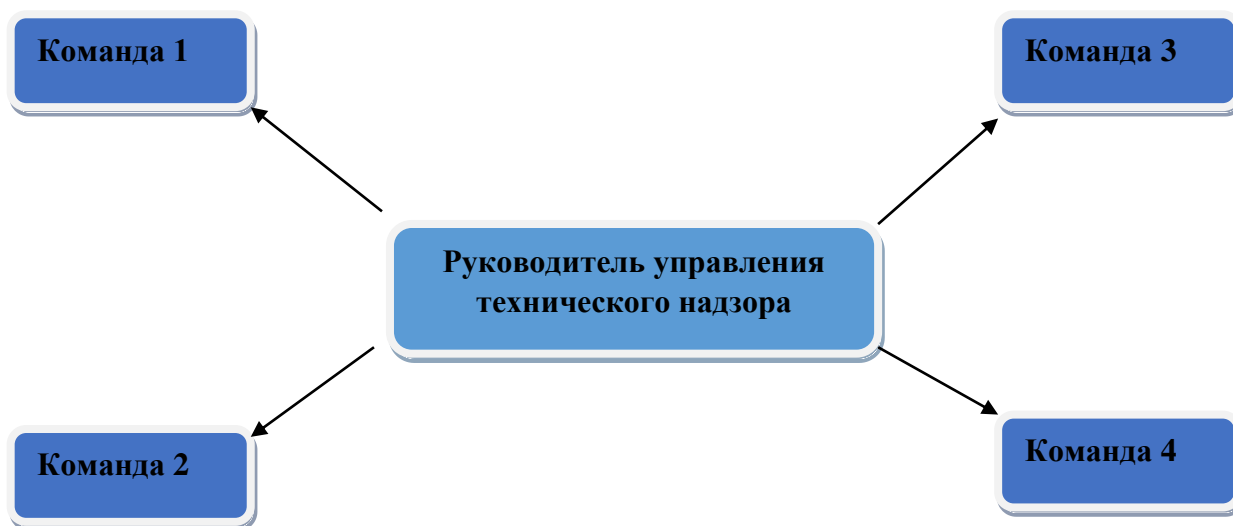 Команда 1
Команда 3
Руководитель управления
технического надзора
Команда 2
Команда 4